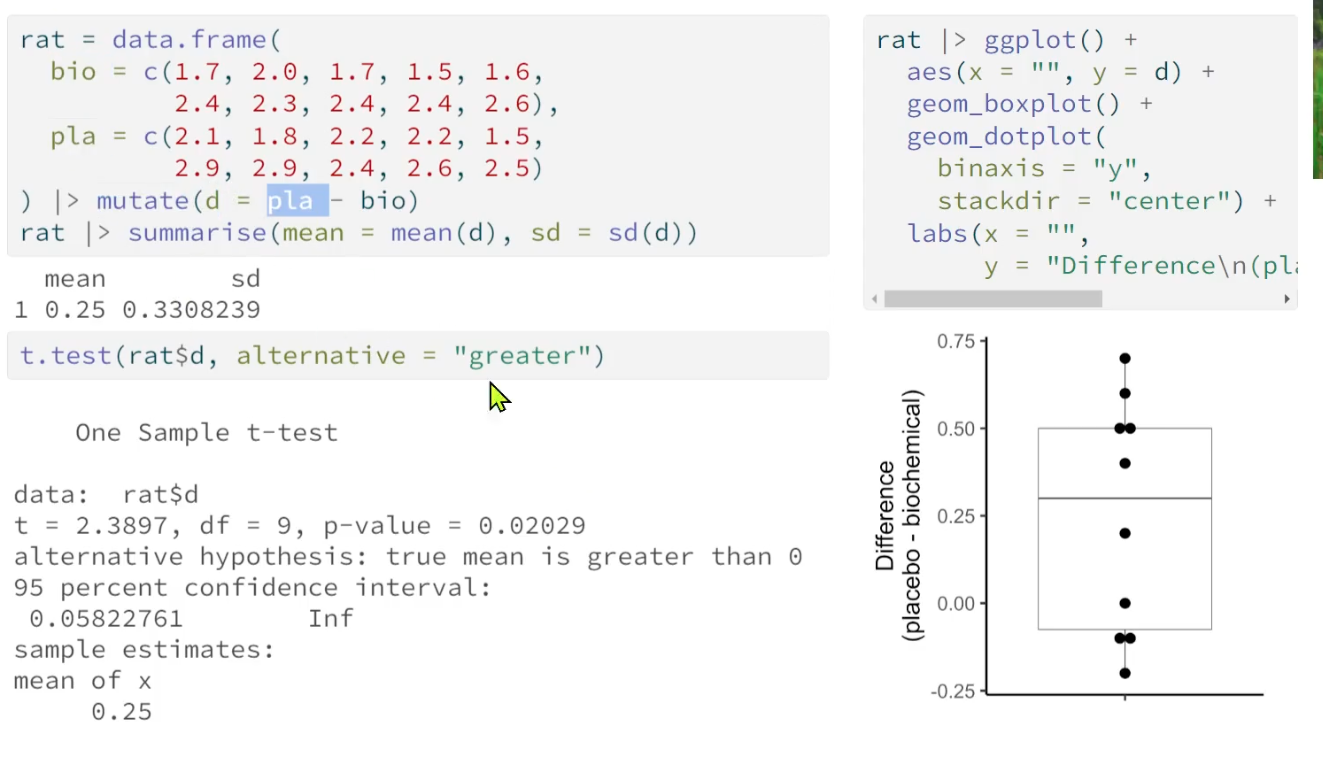 rat = data.frame(
bio = c(1.7, 2.0, 1.7, 1.5, 1.6,
2.4, 2.3, 2.4, 2.4, 2.6),
pla = c(2.1, 1.8, 2.2, 2.2, 1.5,
2.9, 2.9, 2.4, 2.6, 2.5)
) |> mutate(d = pla - bio)
rat |> summarise(mean = mean(d), sd = sd(d))
mean sd
1 0.25 0.3308239
t.test(rat$d, alternative = "greater")
One Sample t-test
data: rat$d
t = 2.3897, df = 9, p-value = 0.02029
alternative hypothesis: true mean is greater than 0
95 percent confidence interval:
0.05822761 Inf
sample estimates:
mean of x
0.25
rat |> ggplot() +
aes(x = "", y = d) +
geom_boxplot() +
geom_dotplot(
binaxis = "y",
stackdir = "center") +
labs(x = "",
y = "Difference\n(pla
0.75
0.50
0.25
0.00
-0.25
Difference
(placebo - biochemical)